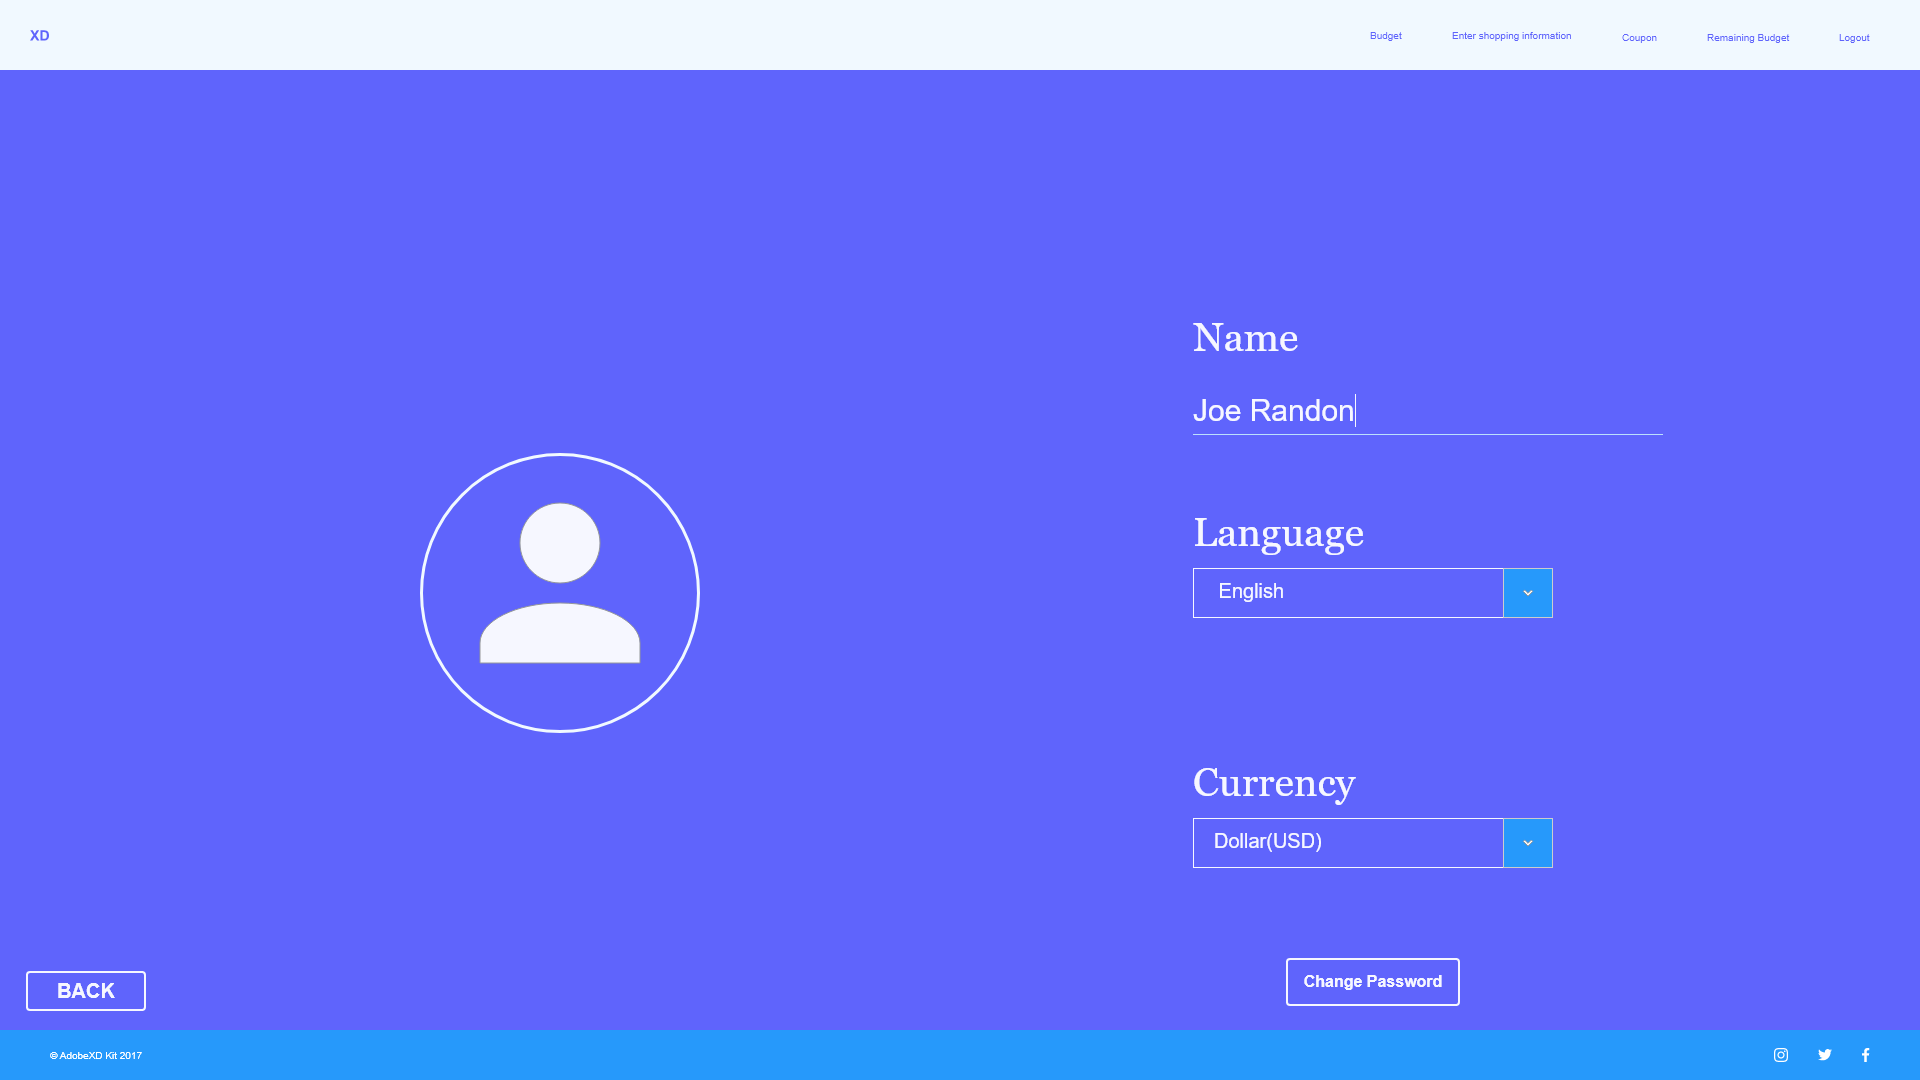 XD
Budget
Enter shopping information
Coupon
Remaining Budget
Logout
Name
Joe Randon
Language
English
Currency
Dollar(USD)
BACK
Change Password
© AdobeXD Kit 2017